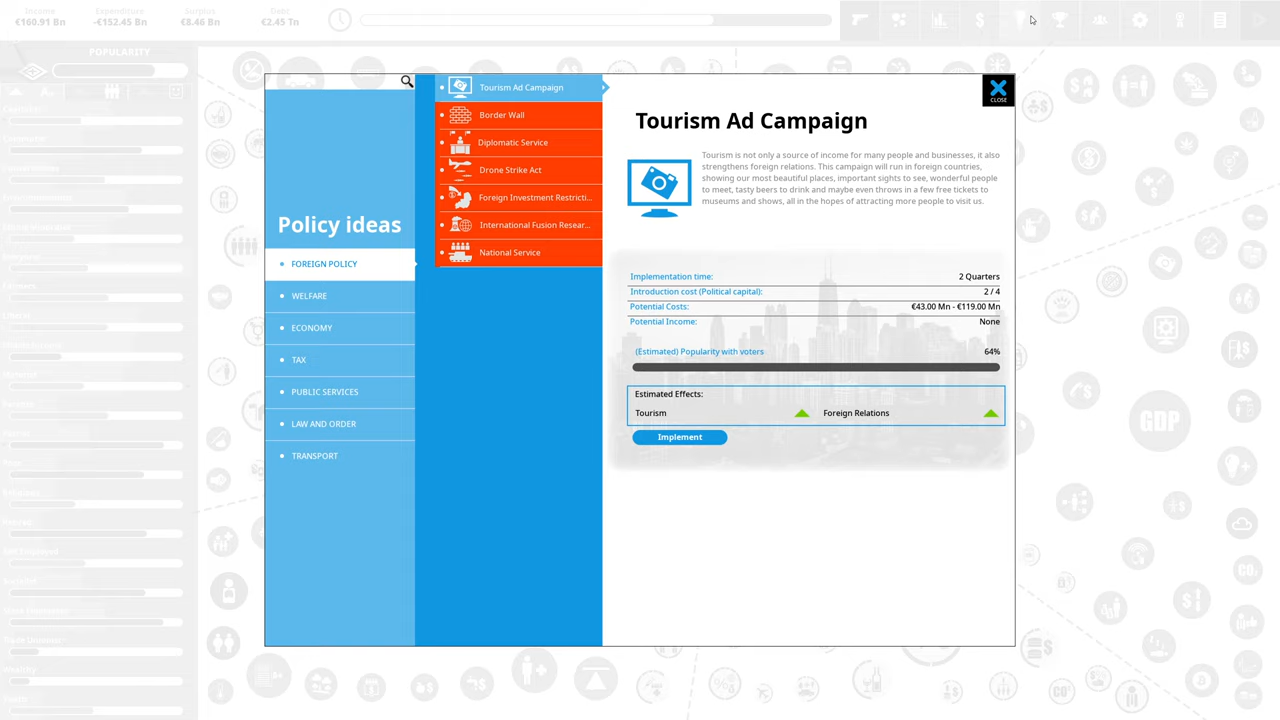 Income
Expenditure
Surplus
Debt
€160.91 Bn
-€152.45 Bn
€8.46 Bn
€2.45 Tn
POPULARITY
Policy ideas
FOREIGN POLICY
WELFARE
ECONOMY
TAX
PUBLIC SERVICES
LAW AND ORDER
TRANSPORT
Tourism Ad Campaign
Border Wall
Diplomatic Service
Drone Strike Act
Foreign Investment Restricti...
International Fusion Resear...
National Service
CLOSE
Tourism Ad Campaign
Tourism is not only a source of income for many people and businesses, it also
strengthens foreign relations. This campaign will run in foreign countries,
showing our most beautiful places, important sights to see, wonderful people
to meet, tasty beers to drink and maybe even throws in a few free tickets to
museums and shows, all in the hopes of attracting more people to visit us.
Implementation time: 2 Quarters
Introduction cost (Political capital): 2 / 4
Potential Costs: €43.00 Mn - €119.00 Mn
Potential Income: None
(Estimated) Popularity with voters 64%
Estimated Effects:
Tourism Foreign Relations
Implement
GDP